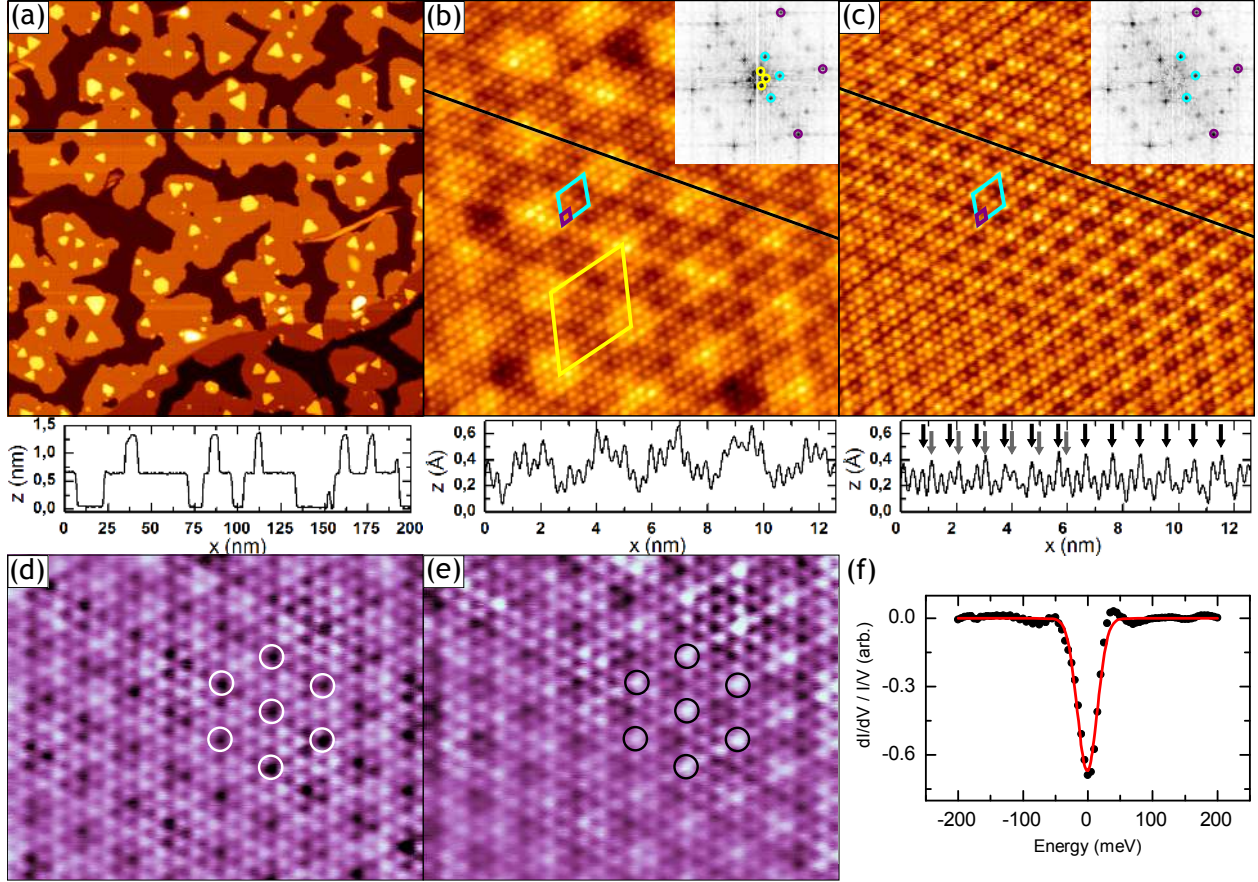 (a)
(b)
(c)
1,5
1,0
0,5
0,0
z (nm)
0 25 50 75 100 125 150 175 200
x (nm)
0,6
0,4
0,2
0,0
z (Å)
0 2 4 6 8 10 12
x (nm)
0,6
0,4
0,2
0,0
z (Å)
0 2 4 6 8 10 12
x (nm)
(d)
(e)
(f)
0.0
-0.3
-0.6
dI/dV / I/V (arb.)
-200 -100 0 100 200
Energy (meV)